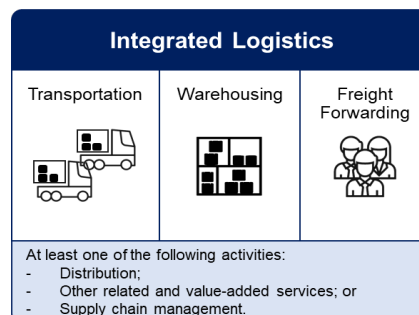 Integrated Logistics
Transportation
Warehousing
Freight
Forwarding
At least one of the following activities:
- Distribution;
- Other related and value-added services; or
- Supply chain management.